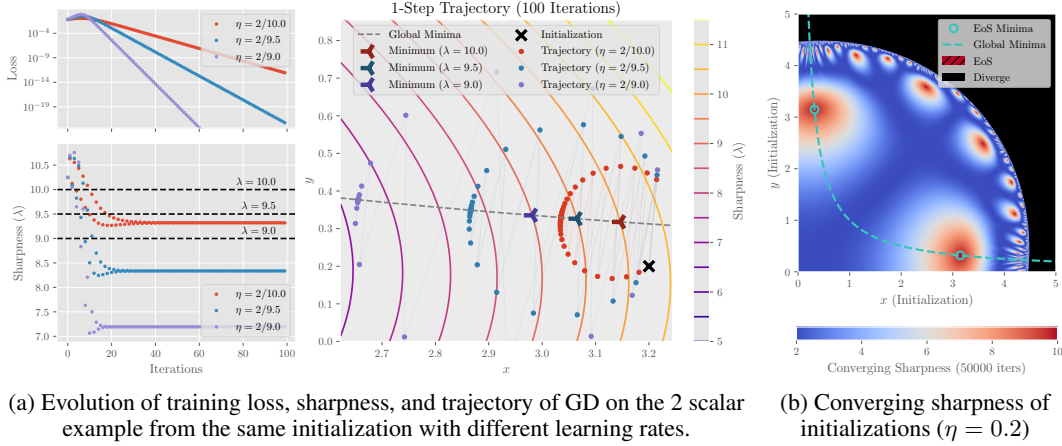 10⁻⁴
10⁻⁹
10⁻¹⁴
10⁻¹⁹
Loss
η = 2/10.0
η = 2/9.5
η = 2/9.0
10.5
10.0
9.5
9.0
8.5
8.0
7.5
7.0
Sharpness (λ)
λ = 10.0
λ = 9.5
λ = 9.0
η = 2/10.0
η = 2/9.5
η = 2/9.0
0 20 40 60 80 100
Iterations
1-Step Trajectory (100 Iterations)
Global Minima
Minimum (λ = 10.0)
Minimum (λ = 9.5)
Minimum (λ = 9.0)
Initialization
Trajectory (η = 2/10.0)
Trajectory (η = 2/9.5)
Trajectory (η = 2/9.0)
0.8
0.7
0.6
0.5
0.4
0.3
0.2
0.1
0.0
y
2.7 2.8 2.9 3.0 3.1 3.2
x
11
10
9
8
7
6
5
Sharpness (λ)
EoS Minima
Global Minima
EoS
Diverge
5
4
3
2
1
0
y (Initialization)
0 1 2 3 4 5
x (Initialization)
2 4 6 8 10
Converging Sharpness (50000 iters)
(a) Evolution of training loss, sharpness, and trajectory of GD on the 2 scalar
example from the same initialization with different learning rates.
(b) Converging sharpness of
initializations (η = 0.2)